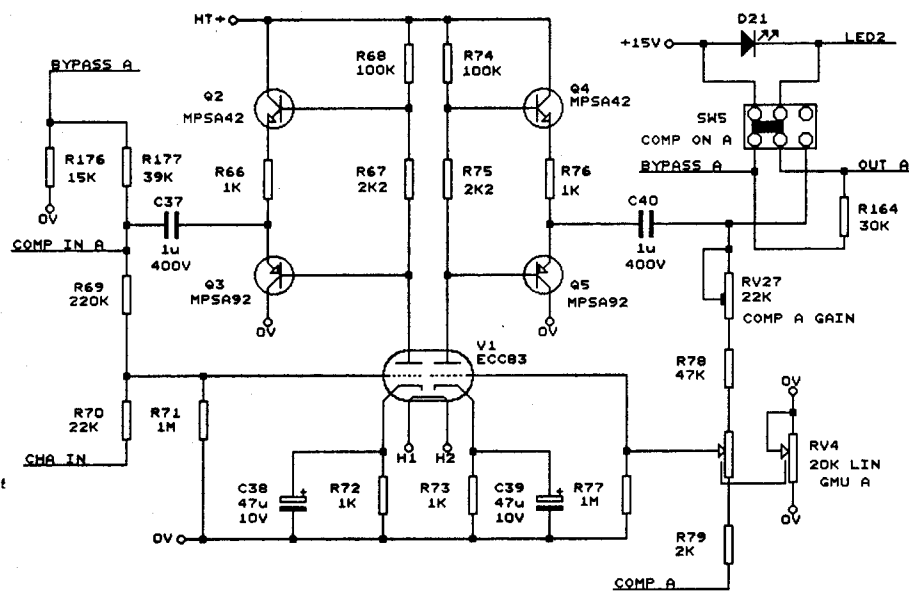 HT+
D21
+15V
LED2
BYPASS A
R68
100K
R74
100K
Q2
MPSA42
Q4
MPSA42
SW5
COMP ON A
R176
15K
R177
39K
R66
1K
R67
2K2
R75
2K2
R76
1K
BYPASS A
OUT A
0V
C37
1u
400V
C40
1u
400V
R164
30K
COMP IN A
R69
220K
Q3
MPSA92
Q5
MPSA92
RV27
22K
COMP A GAIN
0V
0V
V1
ECC83
R78
47K
0V
R70
22K
R71
1M
H1
H2
RV4
20K LIN
GMU A
CHA IN
C38
47u
10V
+
R72
1K
R73
1K
C39
47u
10V
+
R77
1M
0V
0V
R79
2K
COMP A